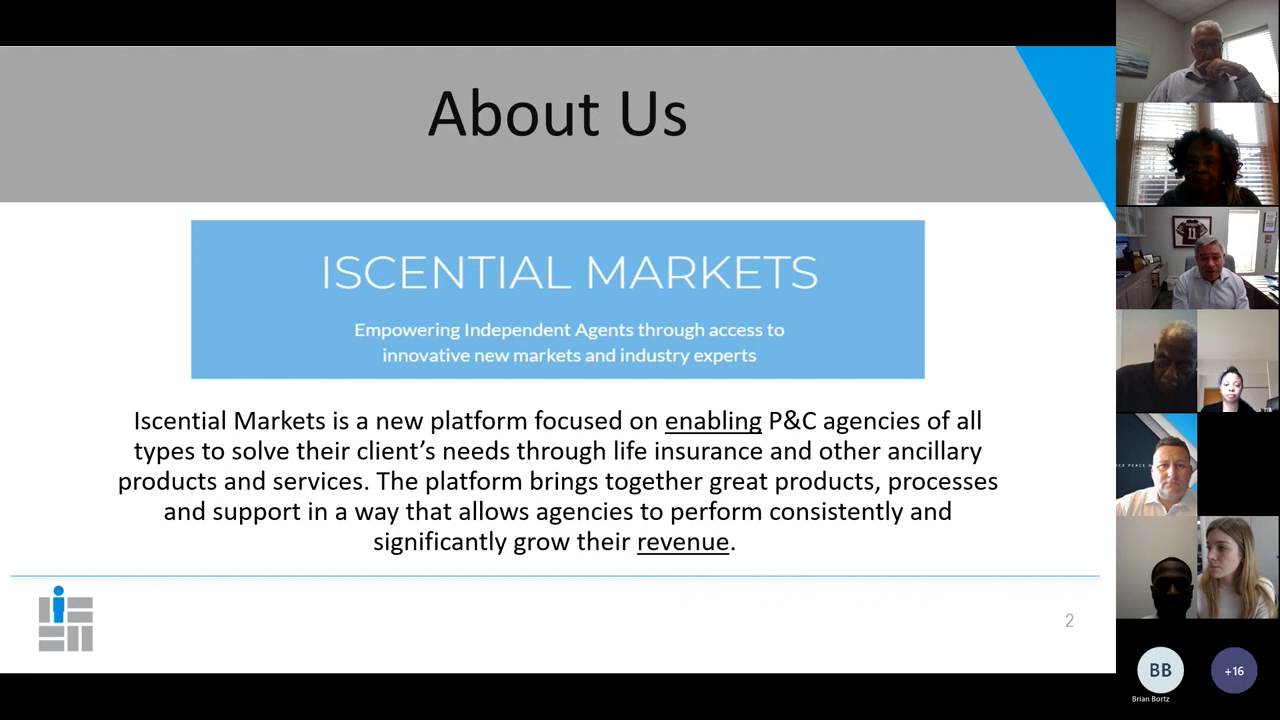 About Us
ISCENTIAL MARKETS
Empowering Independent Agents through access to
innovative new markets and industry experts
Iscential Markets is a new platform focused on enabling P&C agencies of all
types to solve their client’s needs through life insurance and other ancillary
products and services. The platform brings together great products, processes
and support in a way that allows agencies to perform consistently and
significantly grow their revenue.
2
11
BB
+16
Brian Bortz